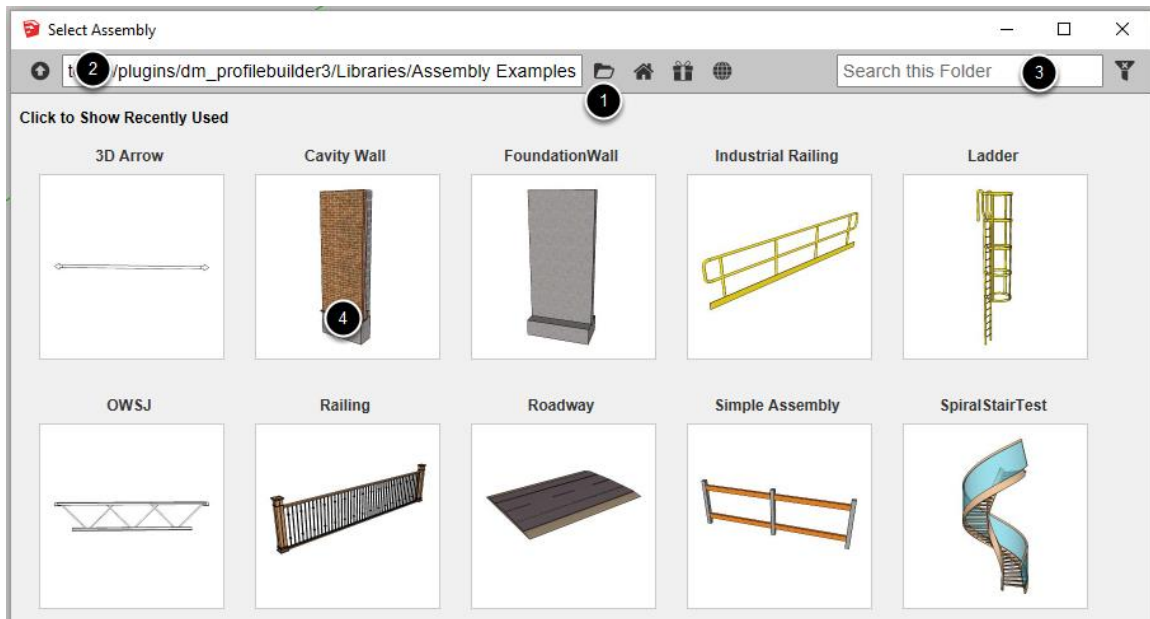 Select Assembly
2 /plugins/dm_profilebuilder3/Libraries/Assembly Examples
Search this Folder 3
1
Click to Show Recently Used
3D Arrow Cavity Wall FoundationWall Industrial Railing Ladder
4
OWSJ Railing Roadway Simple Assembly SpiralStairTest